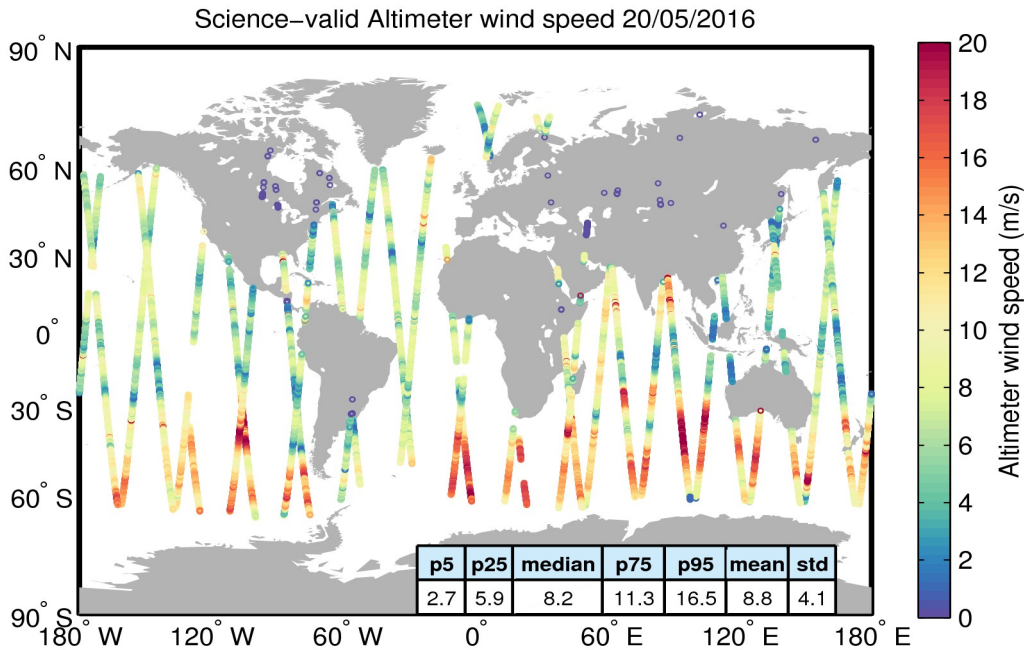 Science−valid Altimeter wind speed 20/05/2016
90° N
60° N
30° N
0°
30° S
60° S
90° S
180° W
120° W
60° W
0°
60° E
120° E
180° E
p5 p25 median p75 p95 mean std
2.7 5.9 8.2 11.3 16.5 8.8 4.1
20
18
16
14
12
10
8
6
4
2
0
Altimeter wind speed (m/s)